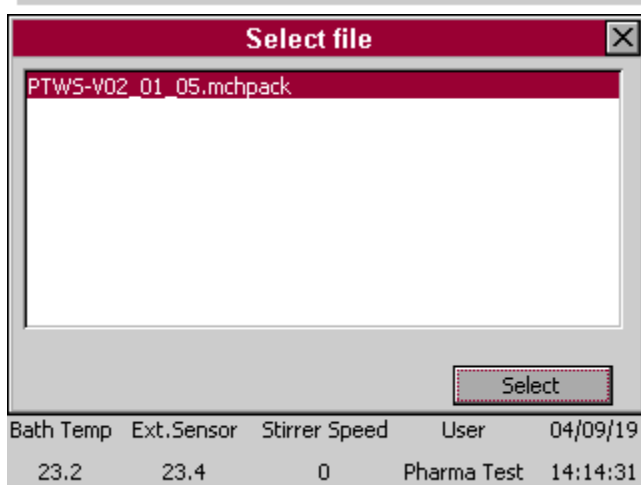 Select file
PTWS-V02_01_05.mchpack
Select
Bath Temp Ext.Sensor Stirrer Speed User 04/09/19
23.2 23.4 0 Pharma Test 14:14:31